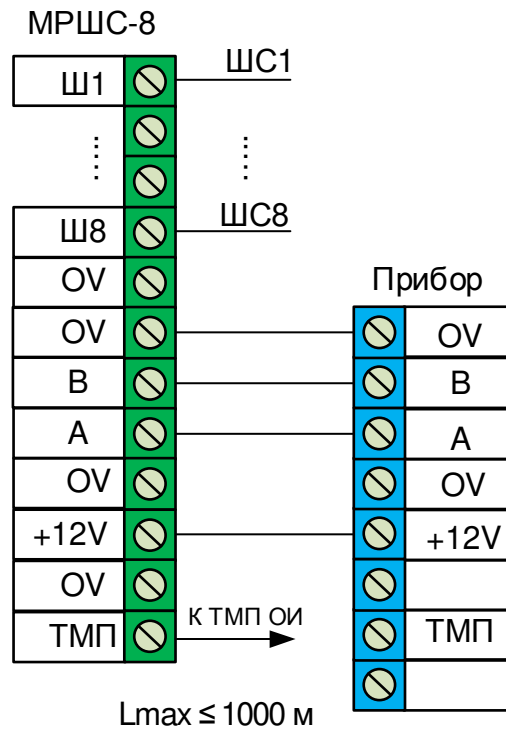 МРШС-8
Ш1
ШС1
Ш8
ШС8
OV
OV
B
A
OV
+12V
OV
ТМП
К ТМП ОИ
Прибор
OV
B
A
OV
+12V
ТМП
Lmax ≤ 1000 м